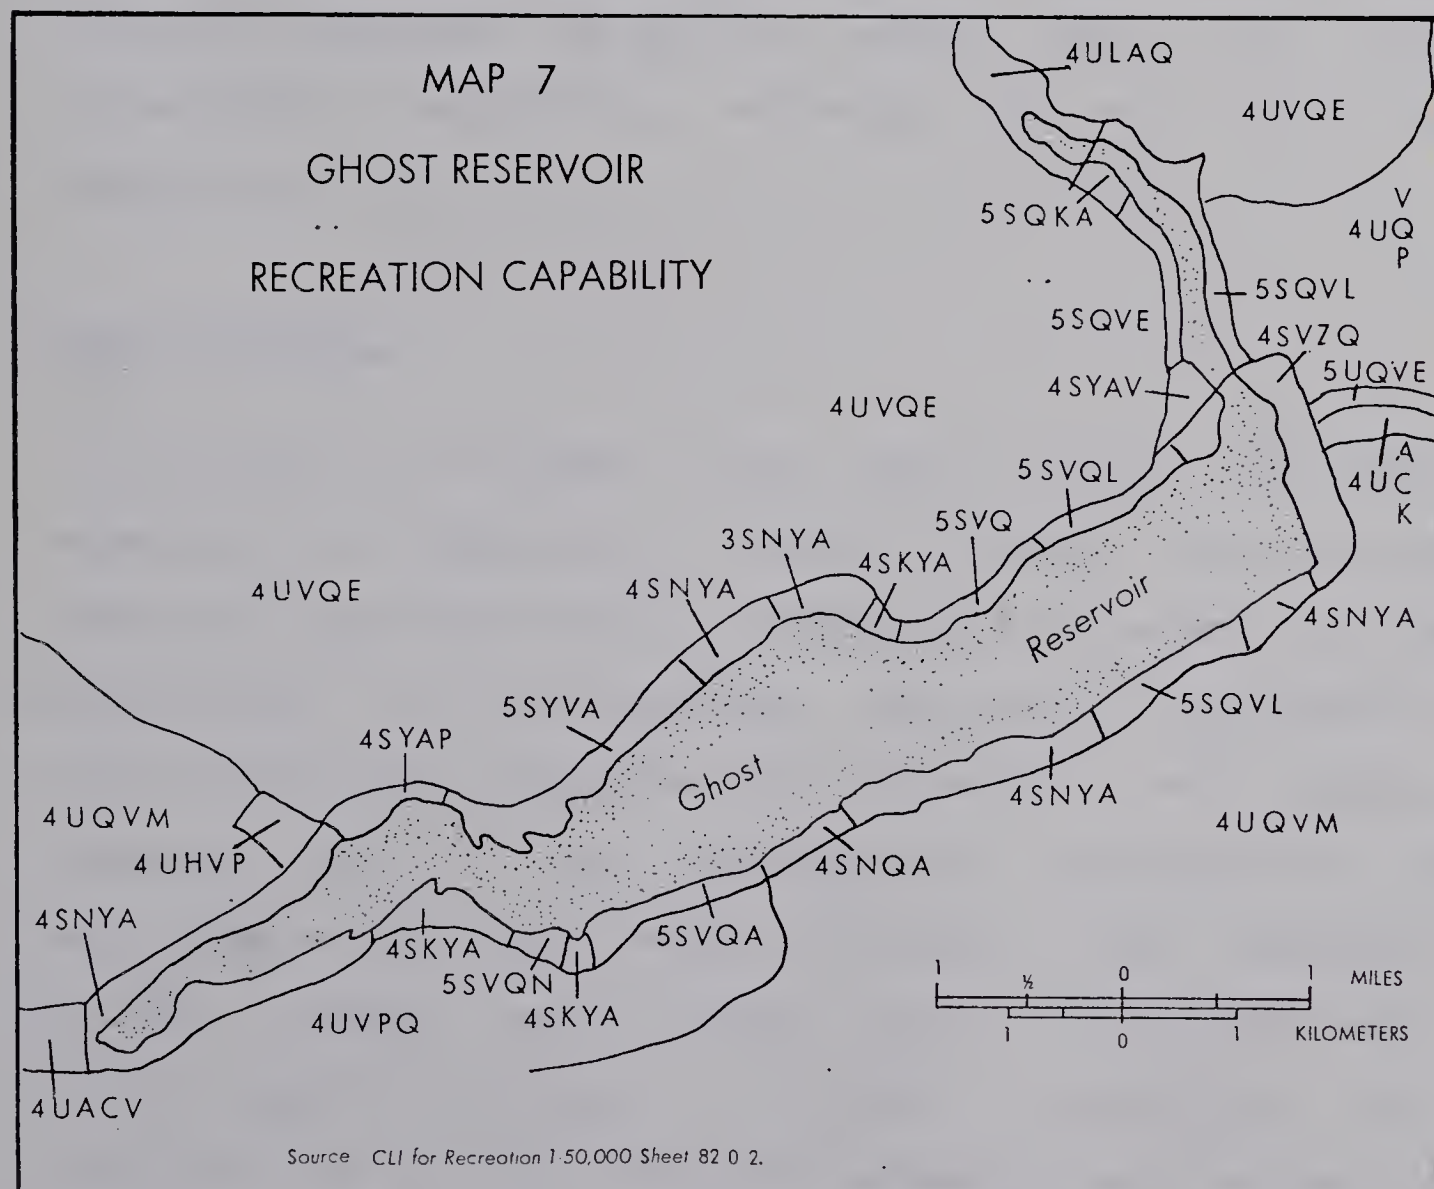 MAP 7
GHOST RESERVOIR
RECREATION CAPABILITY
4ULAQ
4UVQE
5SQKA
V
4UQ
P
5SQVL
5SQVE
4SVZQ
5UQVE
4SYAV
4UVQE
A
4UC
K
5SVQL
5SVQ
3SNYA
4SKYA
4SNYA
4UVQE
Reservoir
4SNYA
5SYVA
5SQVL
4SYAP
Ghost
4SNYA
4UQVM
4UQVM
4UHVP
4SNQA
4SNYA
4SKYA
5SVQA
5SVQN
4SKYA
4UVPQ
1 ½ 0 1 MILES
1 0 1 KILOMETERS
4UACV
Source CLI for Recreation 1:50,000 Sheet 82 0 2.